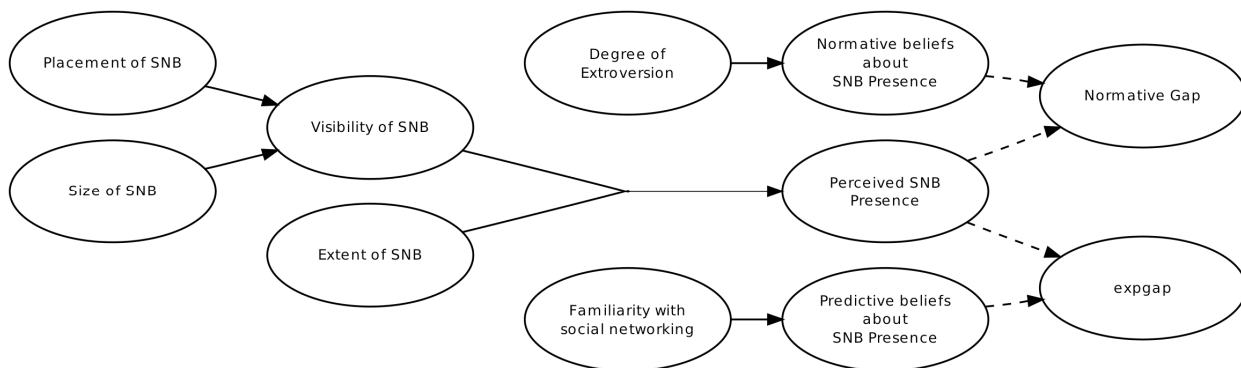 Placement of SNB
Size of SNB
Visibility of SNB
Extent of SNB
Degree of
Extroversion
Familiarity with
social networking
Normative beliefs
about
SNB Presence
Perceived SNB
Presence
Predictive beliefs
about
SNB Presence
Normative Gap
expgap